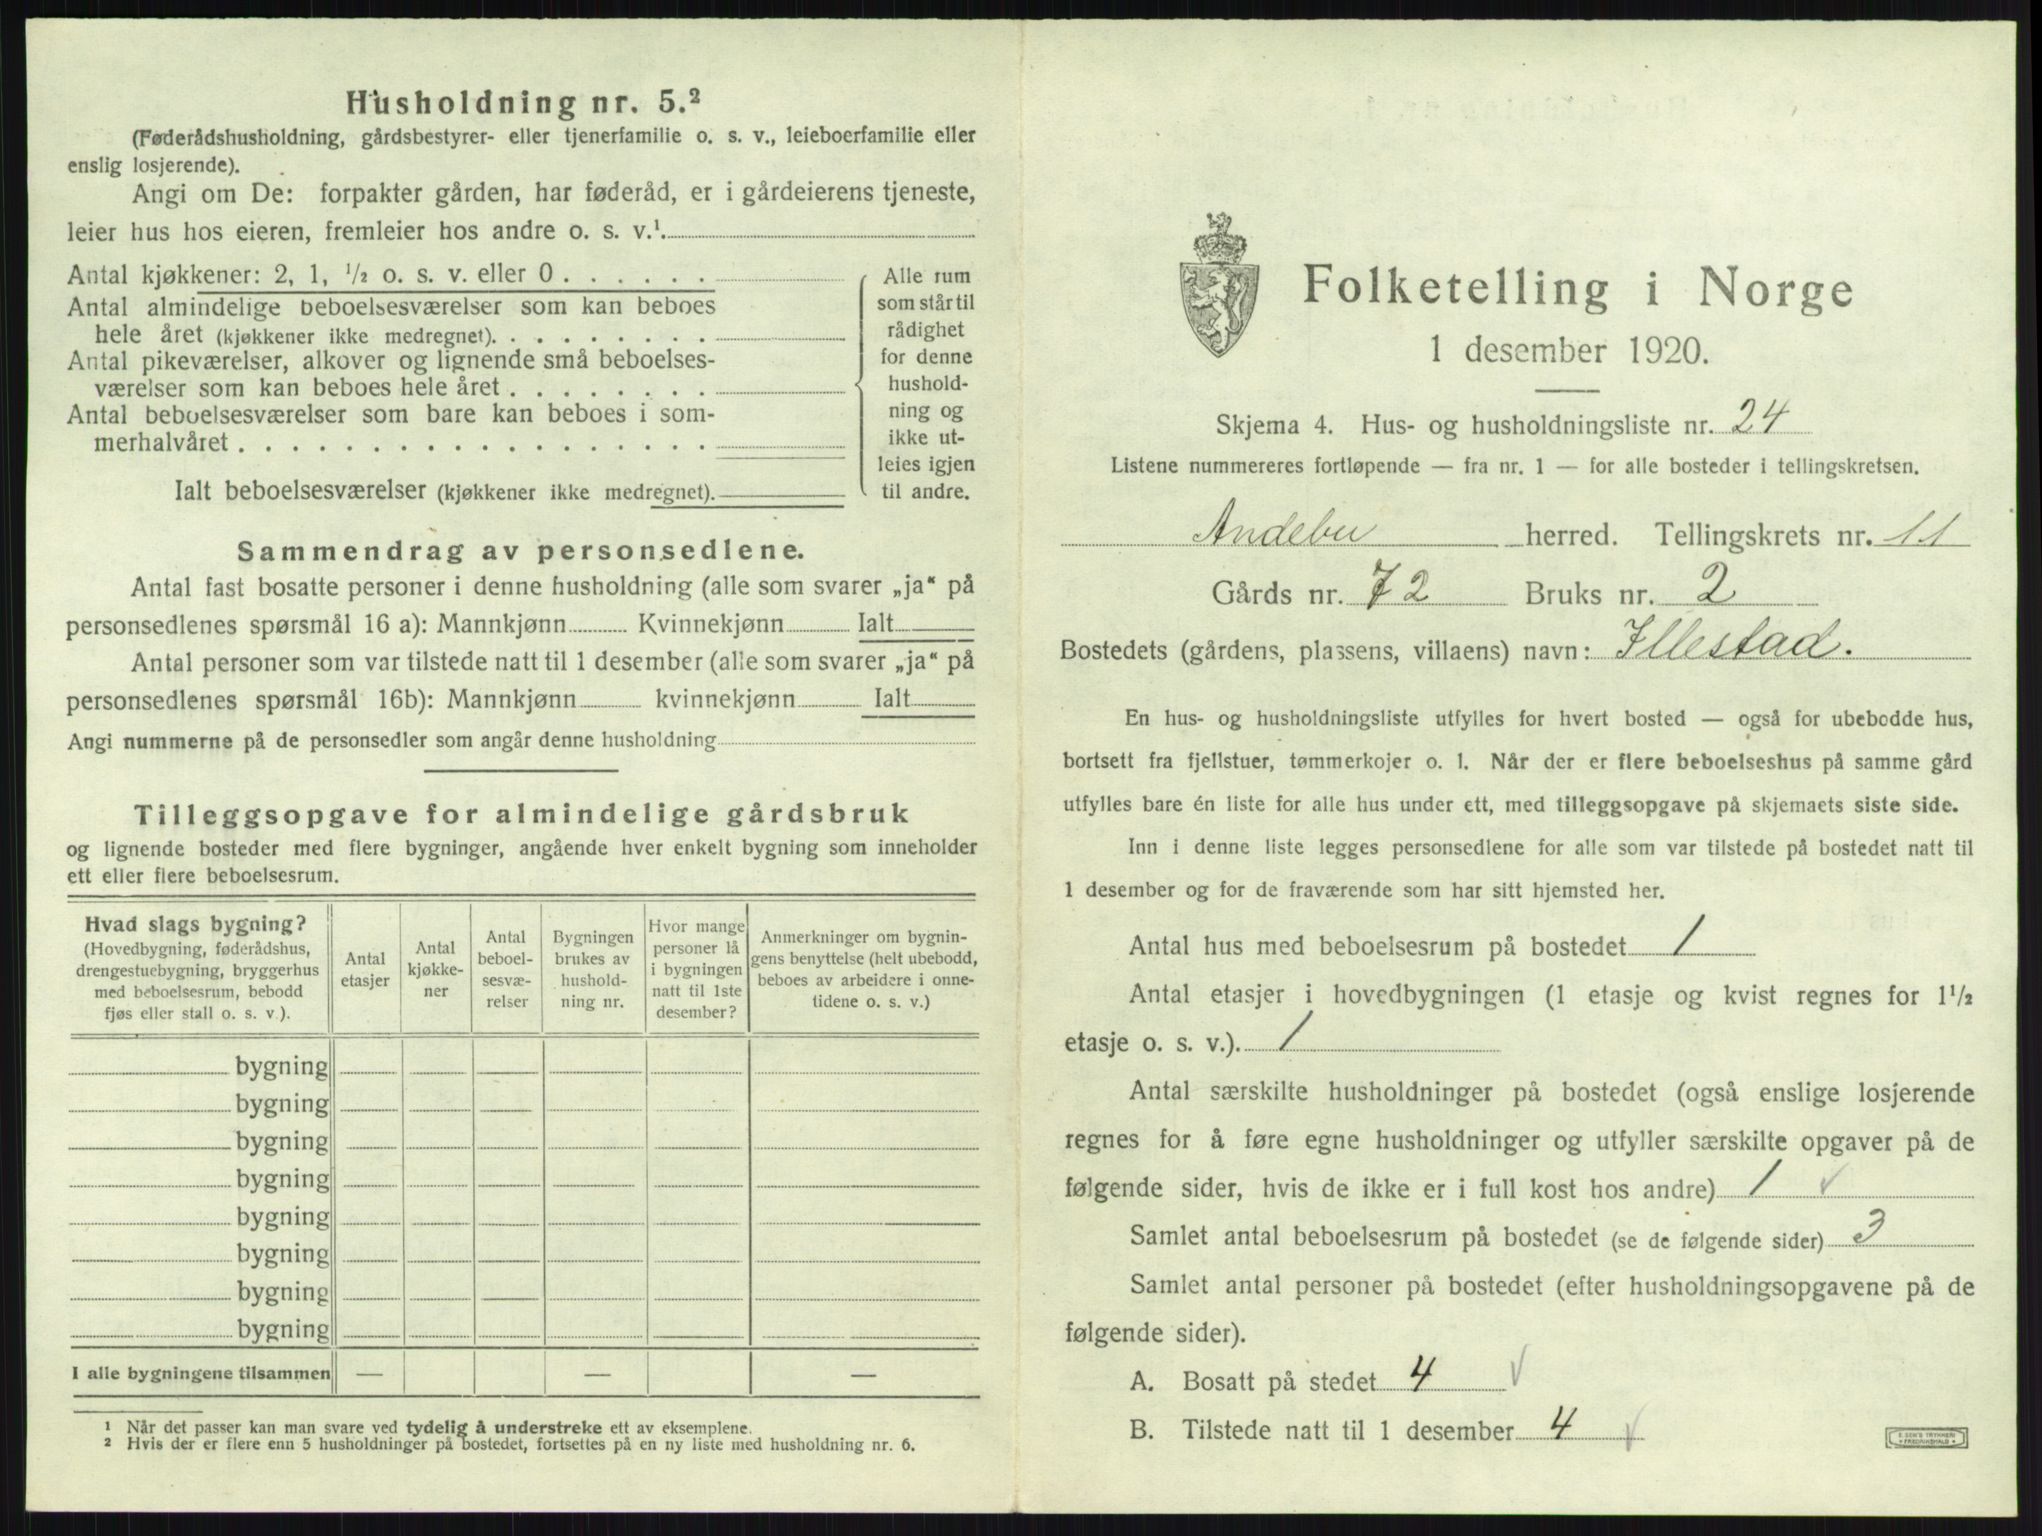 Husholdning nr. 5.²
(Føderådshusholdning, gårdsbestyrer- eller tjenerfamilie o. s. v., leieboerfamilie eller
enslig losjerende).
Angi om De: forpakter gården, har føderåd, er i gårdeierens tjeneste,
leier hus hos eieren, fremleier hos andre o. s. v.¹
Antal kjøkkener: 2, 1, ¹/₂ o. s. v. eller 0 . . . . . .
Antal almindelige beboelsesværelser som kan beboes
hele året (kjøkkener ikke medregnet). . . . . . . . .
Antal pikeværelser, alkover og lignende små beboelses-
værelser som kan beboes hele året . . . . . . . .
Antal beboelsesværelser som bare kan beboes i som-
merhalvåret . . . . . . . . . . . . . . . . . .
Ialt beboelsesværelser (kjøkkener ikke medregnet).
Alle rum
som står til
rådighet
for denne
hushold-
ning og
ikke ut-
leies igjen
til andre.
Sammendrag av personsedlene.
Antal fast bosatte personer i denne husholdning (alle som svarer „ja“ på
personsedlenes spørsmål 16 a): Mannkjønn Kvinnekjønn Ialt
Antal personer som var tilstede natt til 1 desember (alle som svarer „ja“ på
personsedlenes spørsmål 16b): Mannkjønn kvinnekjønn Ialt
Angi nummerne på de personsedler som angår denne husholdning
Tilleggsopgave for almindelige gårdsbruk
og lignende bosteder med flere bygninger, angående hver enkelt bygning som inneholder
ett eller flere beboelsesrum.
Hvad slags bygning?
(Hovedbygning, føderådshus,
drengestuebygning, bryggerhus
med beboelsesrum, bebodd
fjøs eller stall o. s. v.).
Antal
etasjer
Antal
kjøkke-
ner
Antal
beboel-
sesvæ-
relser
Bygningen
brukes av
hushold-
ning nr.
Hvor mange
personer lå
i bygningen
natt til 1ste
desember?
Anmerkninger om bygnin-
gens benyttelse (helt ubebodd,
beboes av arbeidere i onne-
tidene o. s. v.)
bygning
bygning
bygning
bygning
bygning
bygning
bygning
bygning
I alle bygningene tilsammen — — —
¹ Når det passer kan man svare ved tydelig å understreke ett av eksemplene.
² Hvis der er flere enn 5 husholdninger på bostedet, fortsettes på en ny liste med husholdning nr. 6.
Folketelling i Norge
1 desember 1920.
Skjema 4. Hus- og husholdningsliste nr. 24
Listene nummereres fortløpende — fra nr. 1 — for alle bosteder i tellingskretsen.
Andebu herred. Tellingskrets nr. 11
Gårds nr. 72 Bruks nr. 2
Bostedets (gårdens, plassens, villaens) navn: Illestad.
En hus- og husholdningsliste utfylles for hvert bosted — også for ubebodde hus,
bortsett fra fjellstuer, tømmerkojer o. l. Når der er flere beboelseshus på samme gård
utfylles bare én liste for alle hus under ett, med tilleggsopgave på skjemaets siste side.
Inn i denne liste legges personsedlene for alle som var tilstede på bostedet natt til
1 desember og for de fraværende som har sitt hjemsted her.
Antal hus med beboelsesrum på bostedet 1
Antal etasjer i hovedbygningen (1 etasje og kvist regnes for 1¹/₂
etasje o. s. v.). 1
Antal særskilte husholdninger på bostedet (også enslige losjerende
regnes for å føre egne husholdninger og utfyller særskilte opgaver på de
følgende sider, hvis de ikke er i full kost hos andre) 1 ✓
Samlet antal beboelsesrum på bostedet (se de følgende sider) 3
Samlet antal personer på bostedet (efter husholdningsopgavene på de
følgende sider).
A. Bosatt på stedet 4 ✓
B. Tilstede natt til 1 desember 4 ✓